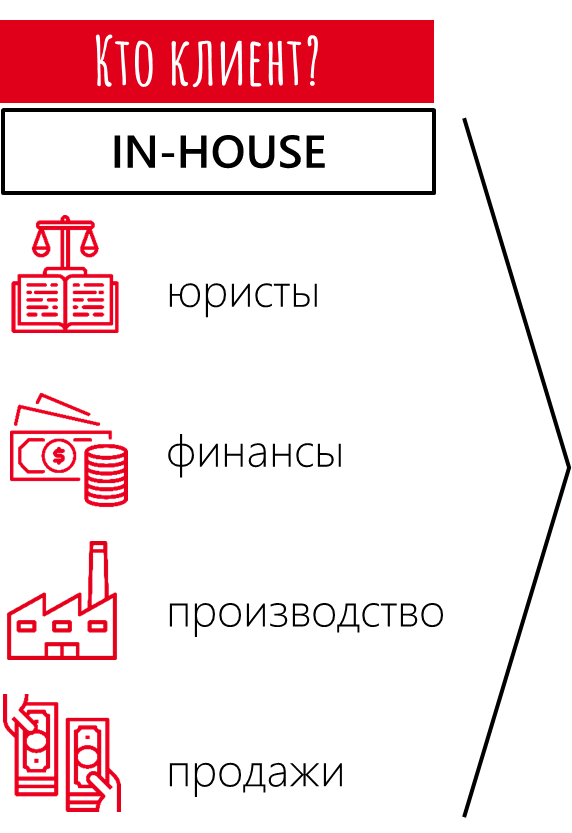 Кто клиент?
IN-HOUSE
юристы
$
финансы
производство
продажи